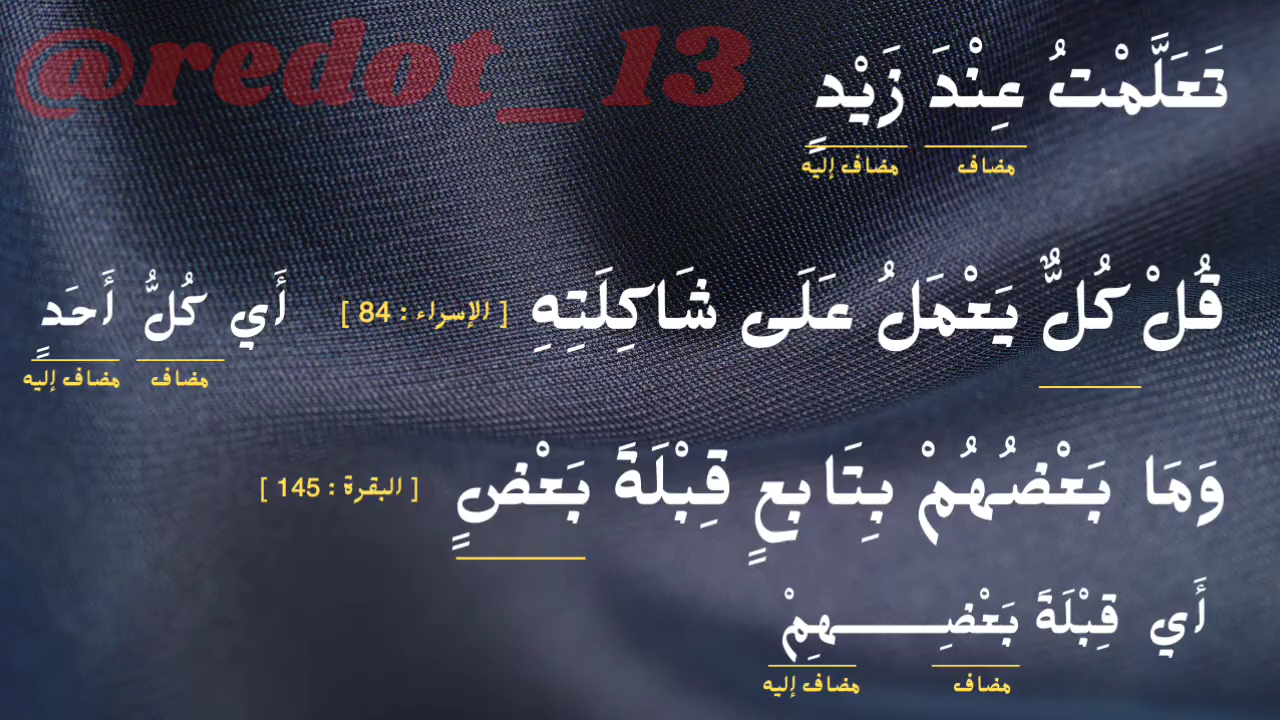 @redot_13
تَعَلَّمْتُ عِنْدَ زَيْدٍ
مضاف مضاف إليه
قُلْ كُلٌّ يَعْمَلُ عَلَى شَاكِلَتِهِ [ الإسراء : 84 ] أَي كُلُّ أَحَدٍ
مضاف مضاف إليه
وَمَا بَعْضُهُمْ بِتَابِعٍ قِبْلَةَ بَعْضٍ [ البقرة : 145 ]
أَي قِبْلَةَ بَعْضِـــــهِمْ
مضاف مضاف إليه